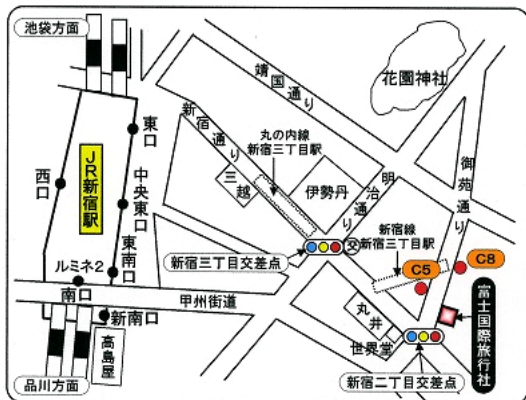 池袋方面
靖国通り
花園神社
新宿通り
丸の内線
新宿三丁目駅
東口
JR新宿駅
西口
中央東口
三越
伊勢丹
明治通り
御苑通り
交
新宿線
新宿三丁目駅
新宿三丁目交差点
C5
C8
東南口
ルミネ2
南口
甲州街道
新南口
高島屋
丸井
世界堂
富士国際旅行社
品川方面
新宿二丁目交差点